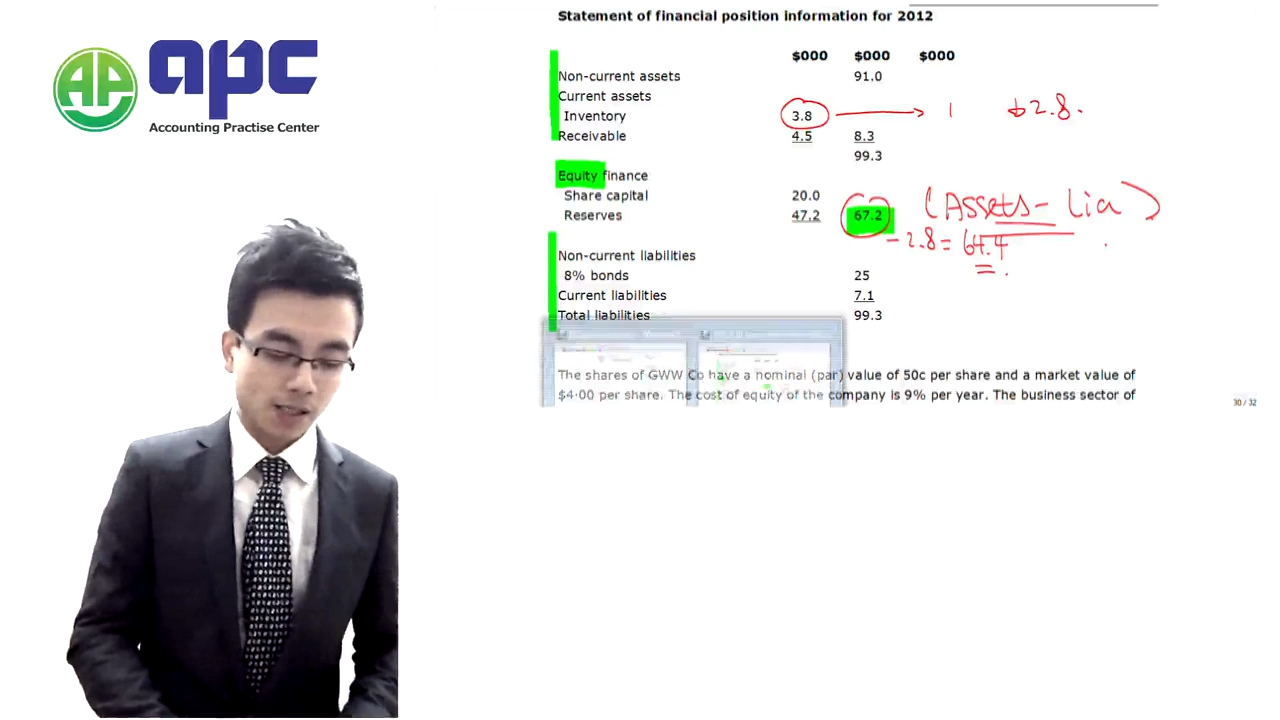 AP
apc
Accounting Practise Center
Statement of financial position information for 2012
$000 $000 $000
Non-current assets 91.0
Current assets
Inventory 3.8 1 ↓2.8.
Receivable 4.5 8.3
99.3
Equity finance
Share capital 20.0 (Assets - Lia)
Reserves 47.2 67.2
- 2.8 = 64.4
Non-current liabilities
8% bonds 25
Current liabilities 7.1
Total liabilities 99.3
The shares of GWW Co have a nominal (par) value of 50c per share and a market value of
$4·00 per share. The cost of equity of the company is 9% per year. The business sector of
30 / 32